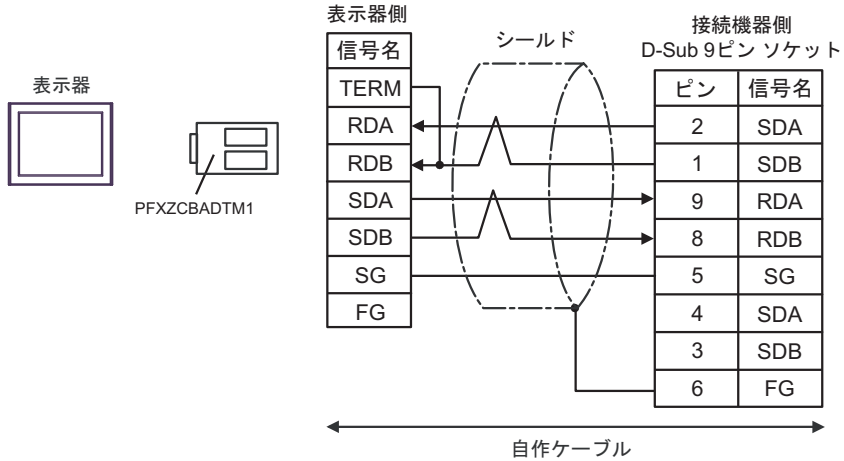 表示器
PFXZCBADTM1
表示器側
信号名
TERM
RDA
RDB
SDA
SDB
SG
FG
シールド
接続機器側
D-Sub 9ピン ソケット
ピン 信号名
2 SDA
1 SDB
9 RDA
8 RDB
5 SG
4 SDA
3 SDB
6 FG
自作ケーブル